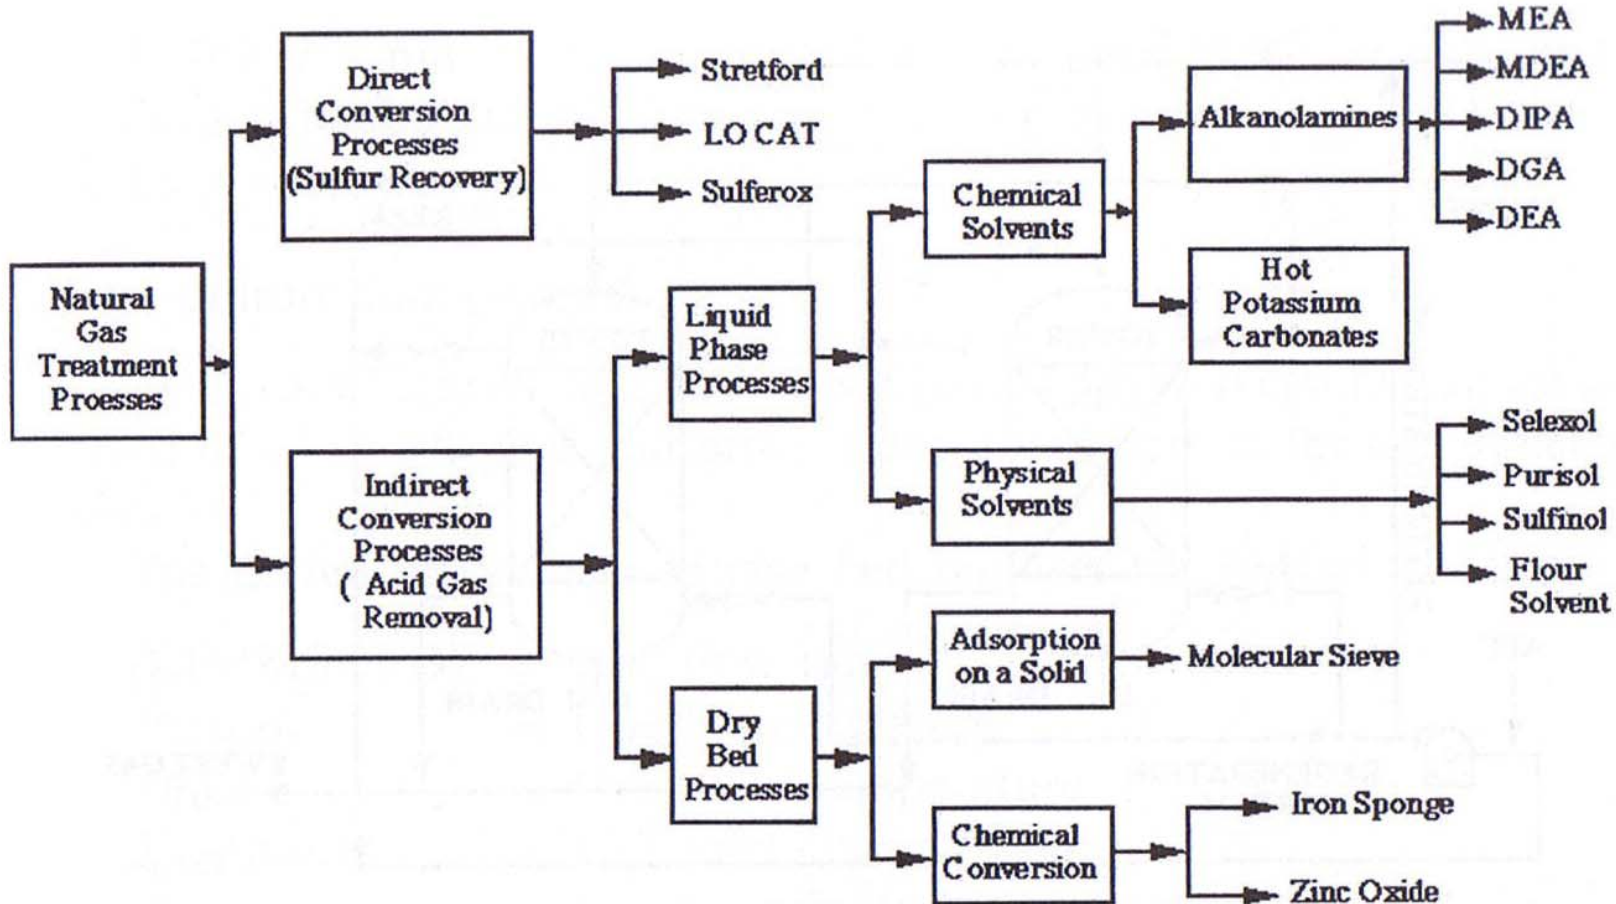 Natural
Gas
Treatment
Proesses
Direct
Conversion
Processes
(Sulfur Recovery)
Stretford
LO CAT
Sulferox
Indirect
Conversion
Processes
( Acid Gas
Removal)
Liquid
Phase
Processes
Chemical
Solvents
Alkanolamines
MEA
MDEA
DIPA
DGA
DEA
Hot
Potassium
Carbonates
Physical
Solvents
Selexol
Purisol
Sulfinol
Flour
Solvent
Dry
Bed
Processes
Adsorption
on a Solid
Molecular Sieve
Chemical
Conversion
Iron Sponge
Zinc Oxide